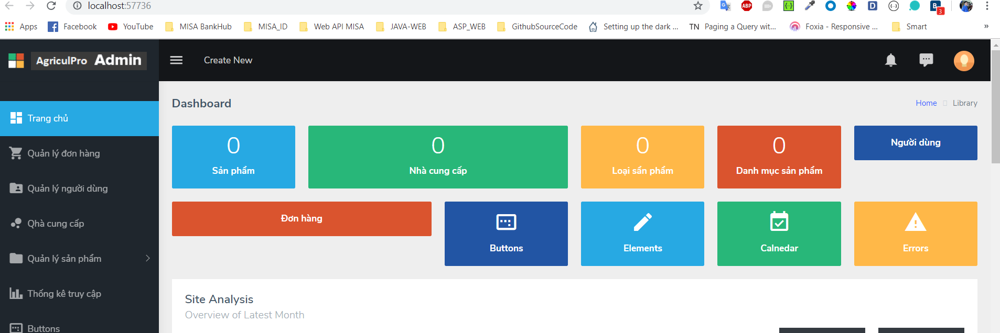 localhost:57736
ABP
D
B
3
Apps Facebook YouTube MISA BankHub MISA_ID Web API MISA JAVA-WEB ASP_WEB GithubSourceCode Setting up the dark ... TN Paging a Query wit... Foxia - Responsive ... Smart »
AgriculPro Admin
Create New
Dashboard
Home Library
Trang chủ
Quản lý đơn hàng
Quản lý người dùng
Qhà cung cấp
Quản lý sản phẩm
Thống kê truy cập
Buttons
0
Sản phẩm
0
Nhà cung cấp
0
Loại sẩn phẩm
0
Danh mục sản phẩm
Người dùng
Đơn hàng
Buttons
Elements
Calnedar
Errors
Site Analysis
Overview of Latest Month